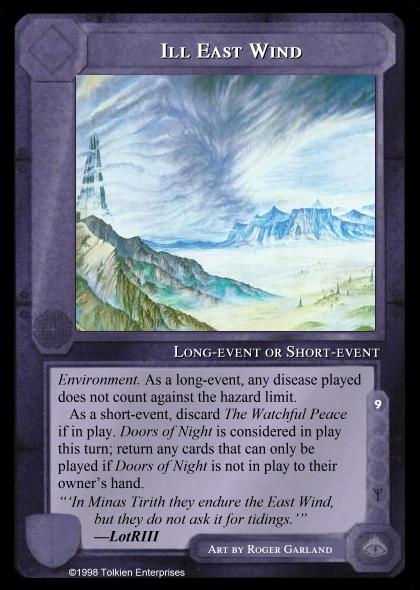 ILL EAST WIND
LONG-EVENT OR SHORT-EVENT
Environment. As a long-event, any disease played
does not count against the hazard limit.
As a short-event, discard The Watchful Peace
if in play. Doors of Night is considered in play
this turn; return any cards that can only be
played if Doors of Night is not in play to their
owner's hand.
"'In Minas Tirith they endure the East Wind,
but they do not ask it for tidings.'"
—LotRIII
9
ART BY ROGER GARLAND
©1998 Tolkien Enterprises